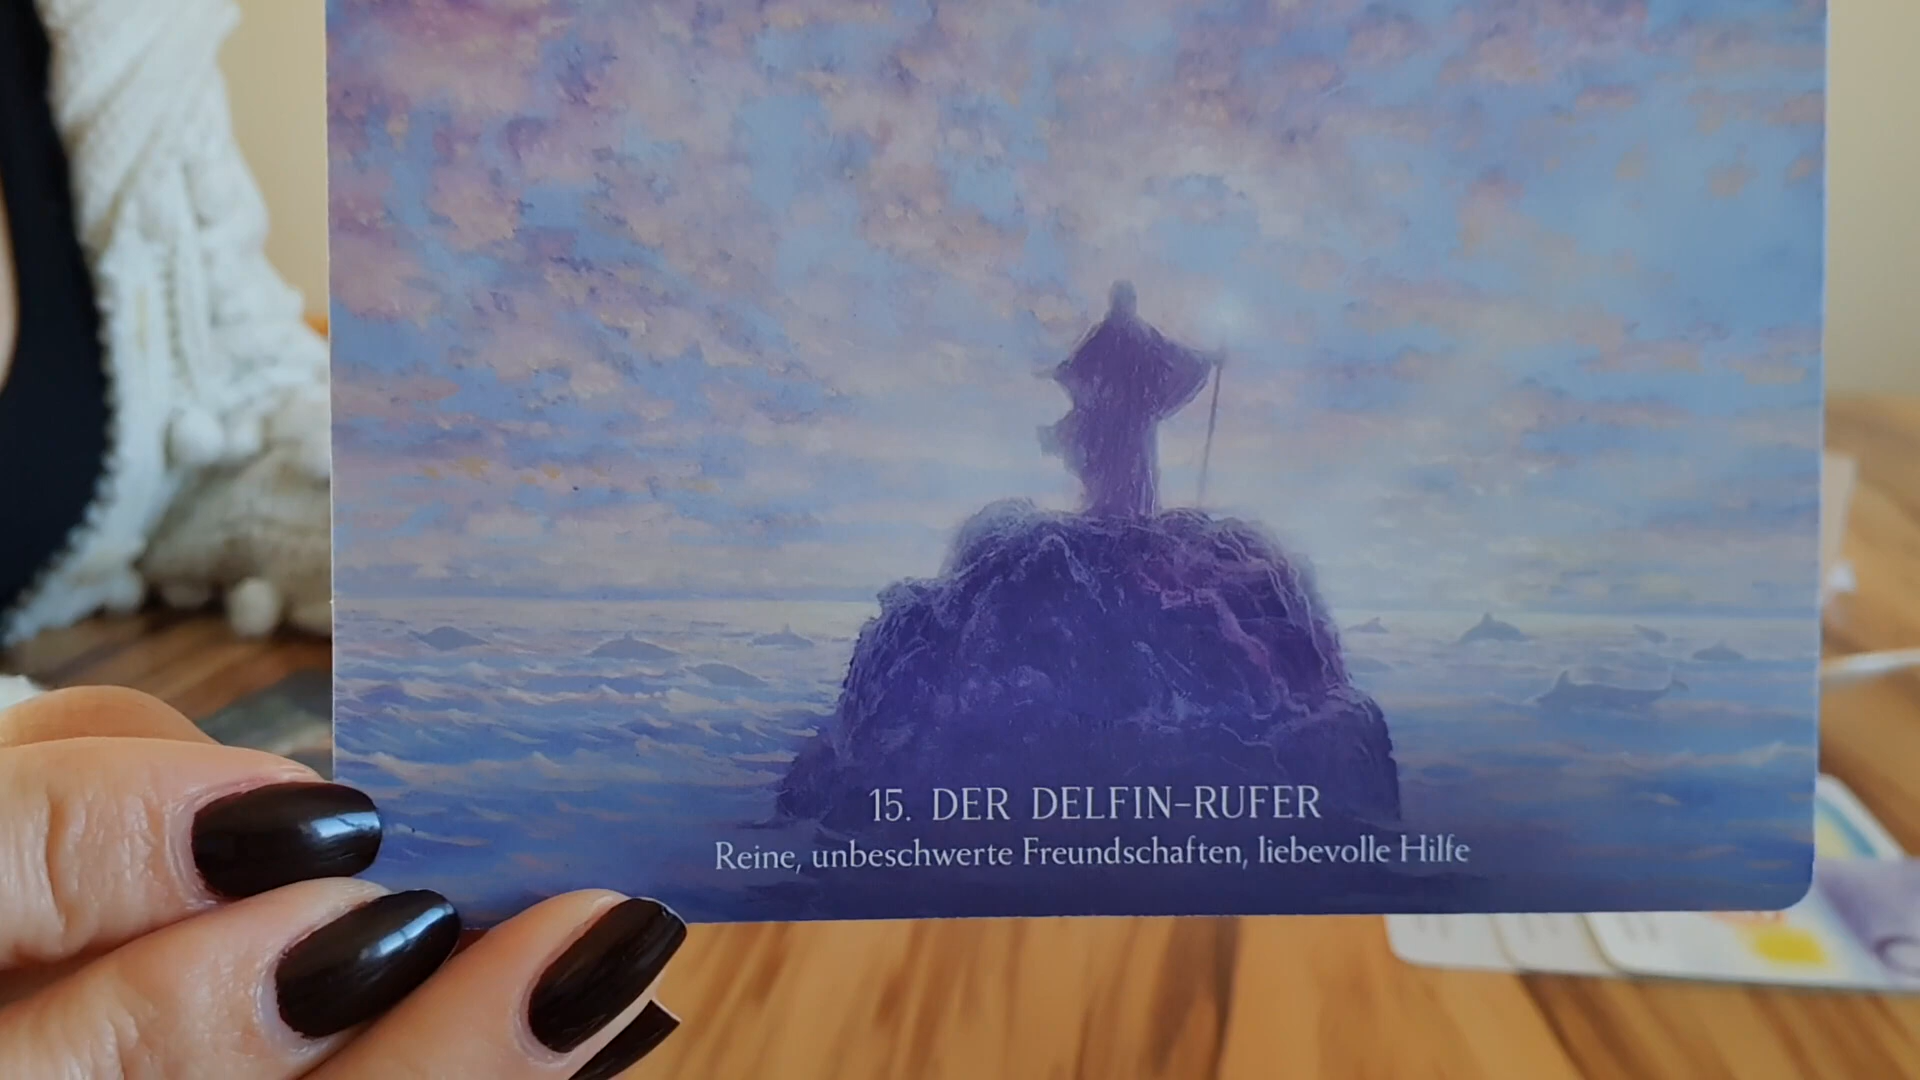 15. DER DELFIN-RUFER
Reine, unbeschwerte Freundschaften, liebevolle Hilfe